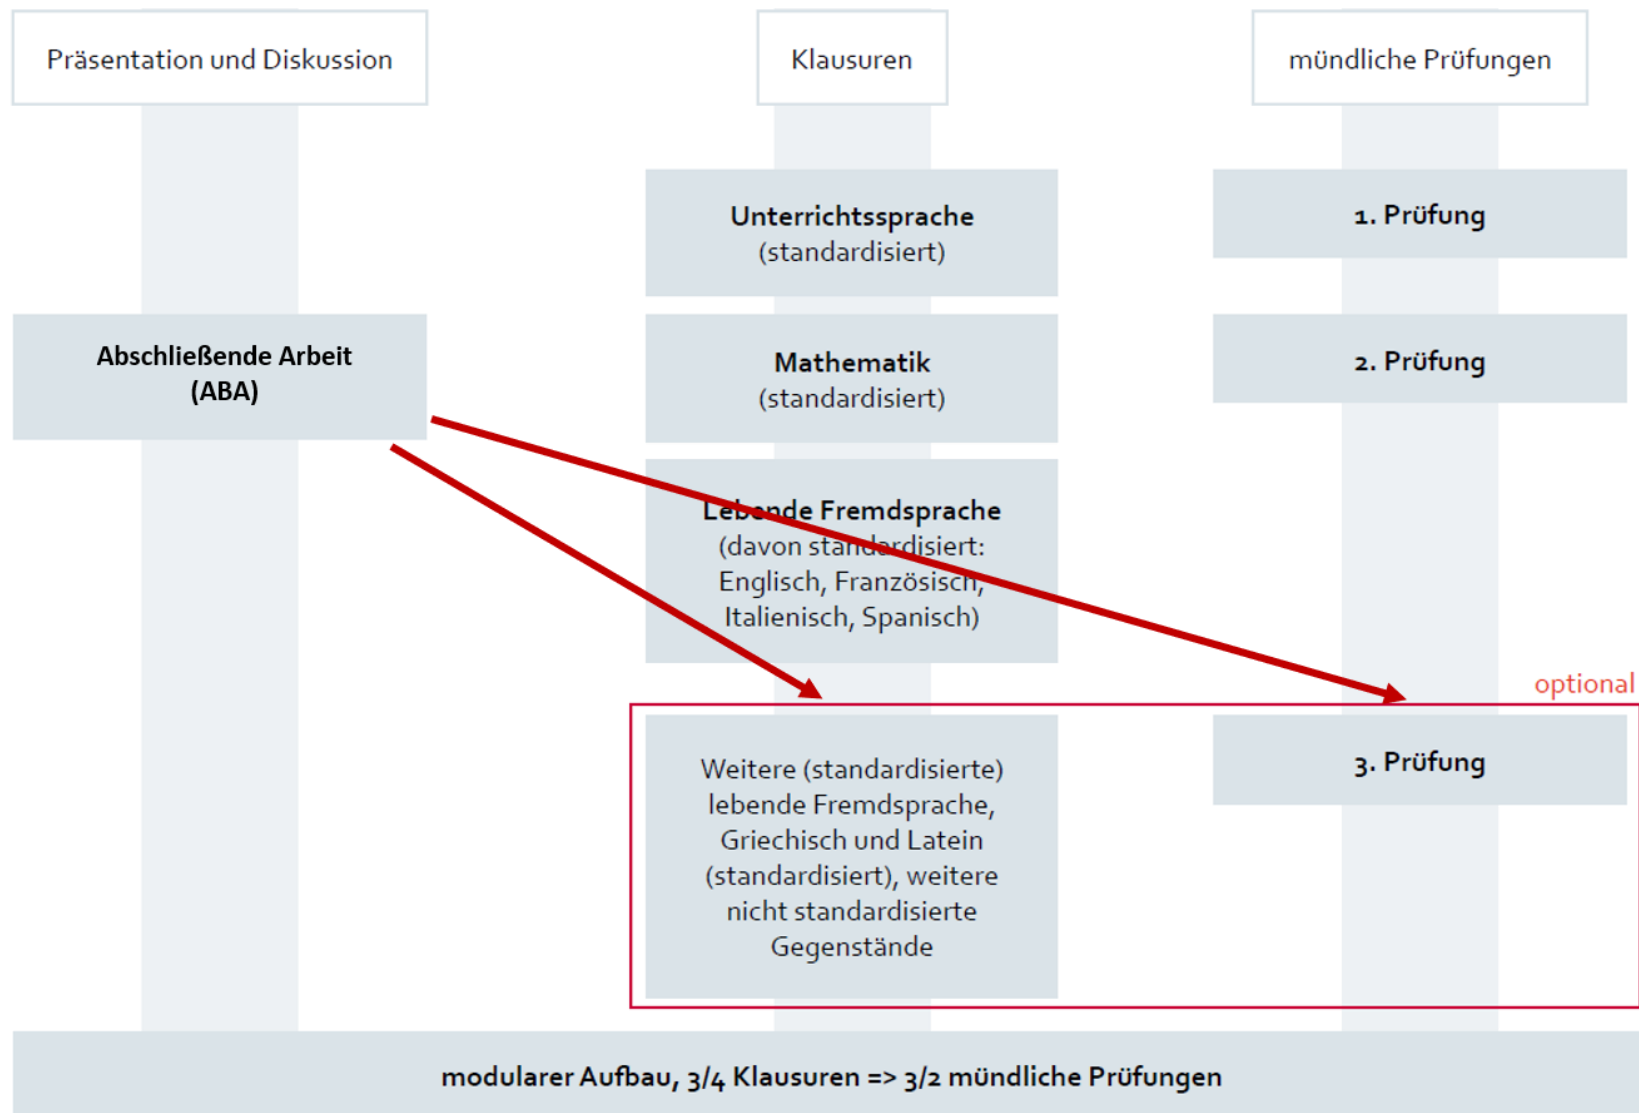 Präsentation und Diskussion
Klausuren
mündliche Prüfungen
Unterrichtssprache
(standardisiert)
1. Prüfung
Abschließende Arbeit
(ABA)
Mathematik
(standardisiert)
2. Prüfung
Lebende Fremdsprache
(davon standardisiert:
Englisch, Französisch,
Italienisch, Spanisch)
optional
Weitere (standardisierte)
lebende Fremdsprache,
Griechisch und Latein
(standardisiert), weitere
nicht standardisierte
Gegenstände
3. Prüfung
modularer Aufbau, 3/4 Klausuren => 3/2 mündliche Prüfungen